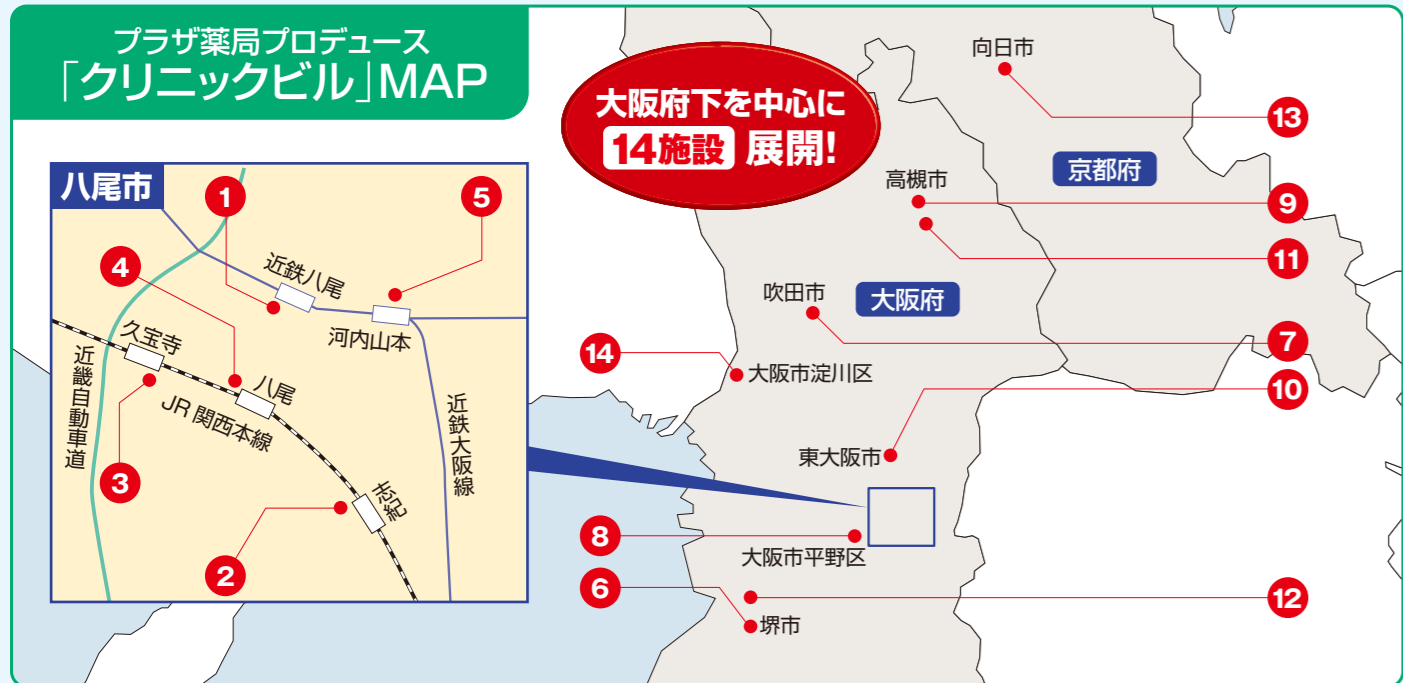 プラザ薬局プロデュース
「クリニックビル」MAP
大阪府下を中心に
14施設 展開!
八尾市
1
5
4
近鉄八尾
河内山本
久宝寺
八尾
近畿自動車道
JR関西本線
近鉄大阪線
3
志紀
2
向日市
13
京都府
高槻市
9
11
吹田市
大阪府
7
14
大阪市淀川区
10
東大阪市
8
大阪市平野区
6
12
堺市